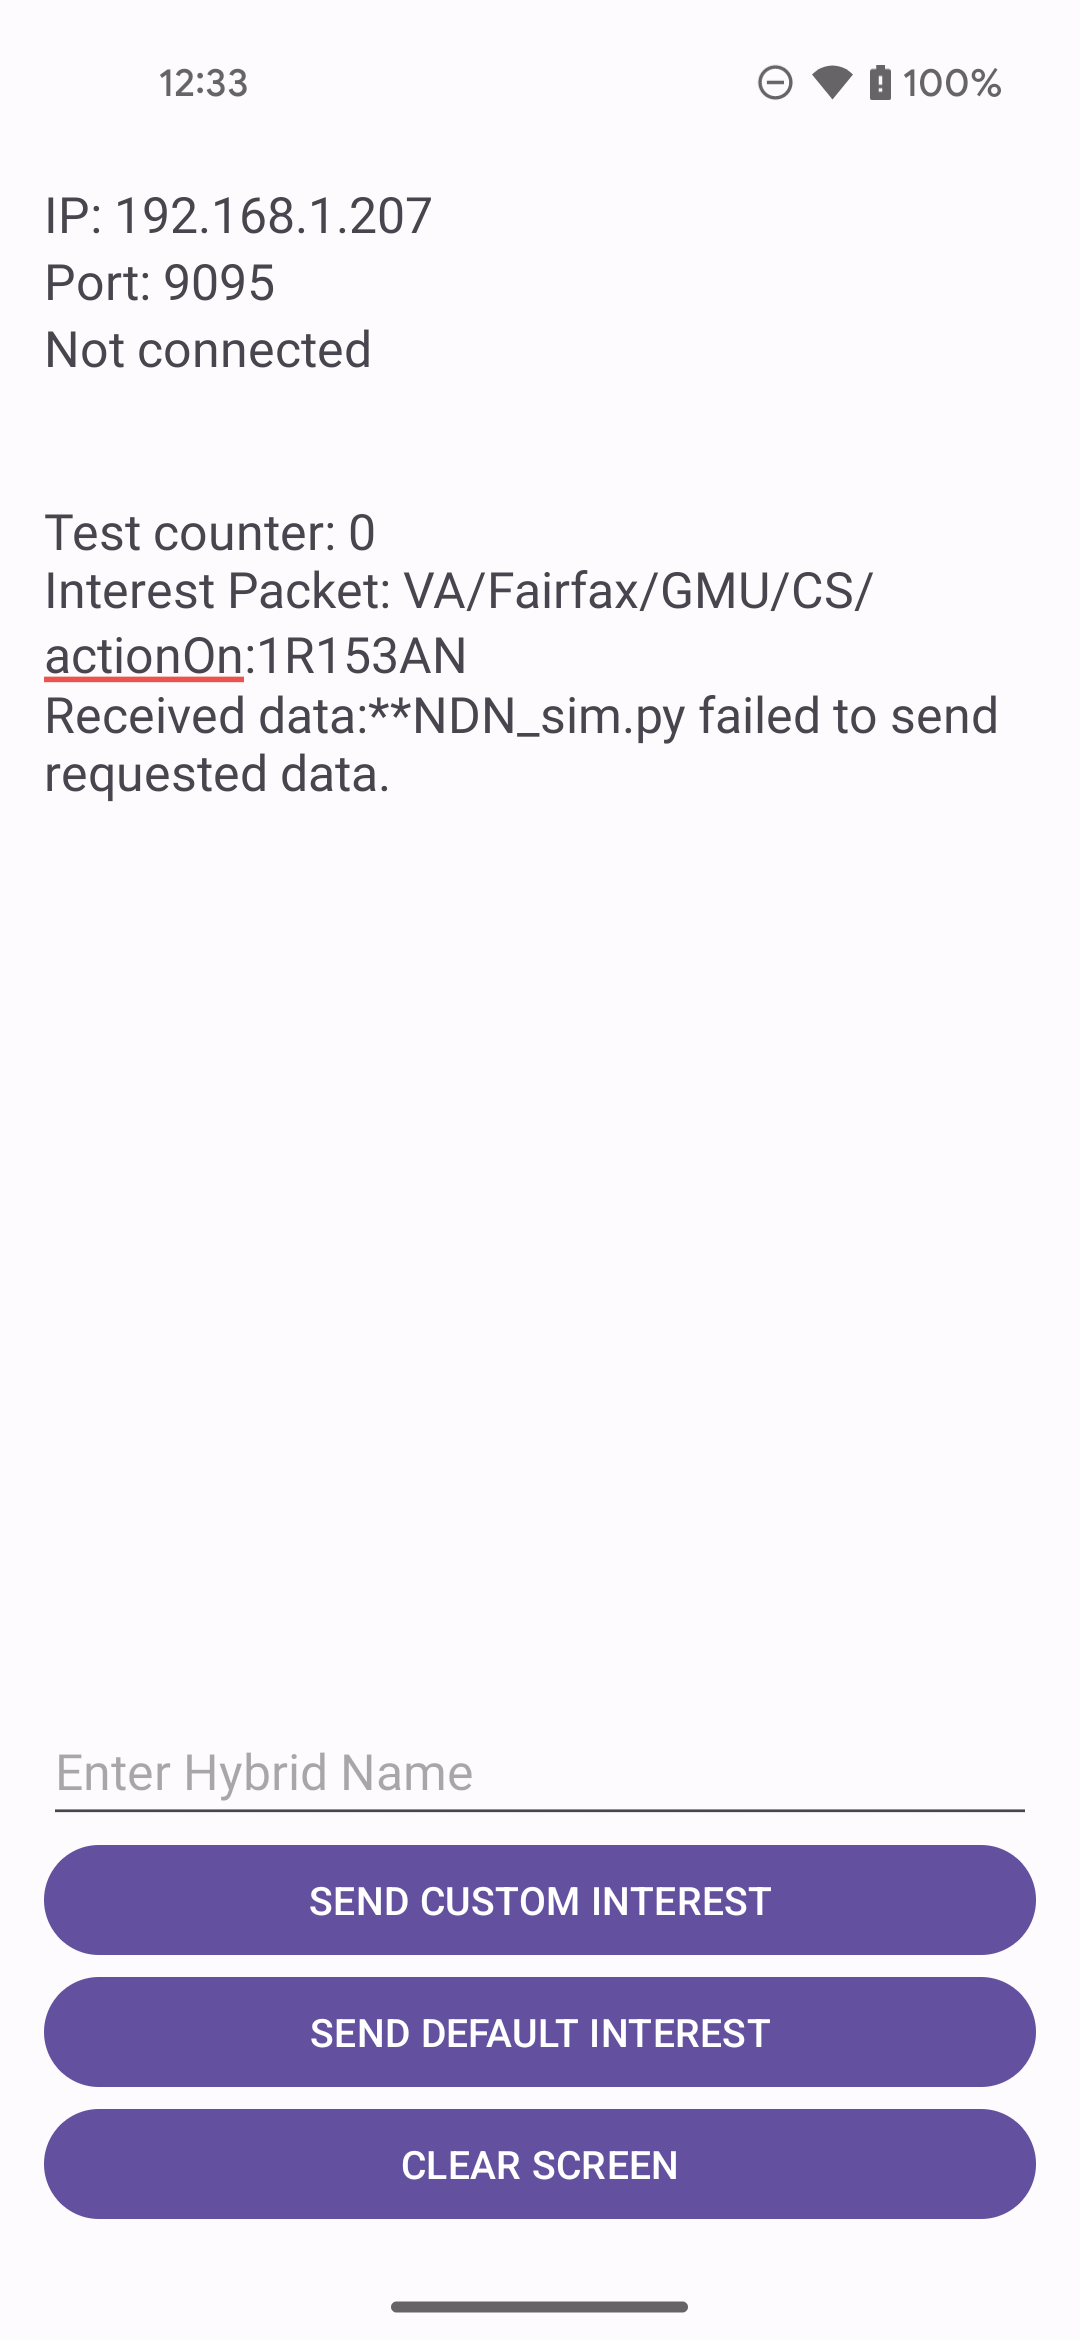 12:33
100%
IP: 192.168.1.207
Port: 9095
Not connected
Test counter: 0
Interest Packet: VA/Fairfax/GMU/CS/
actionOn:1R153AN
Received data:**NDN_sim.py failed to send
requested data.
Enter Hybrid Name
SEND CUSTOM INTEREST
SEND DEFAULT INTEREST
CLEAR SCREEN